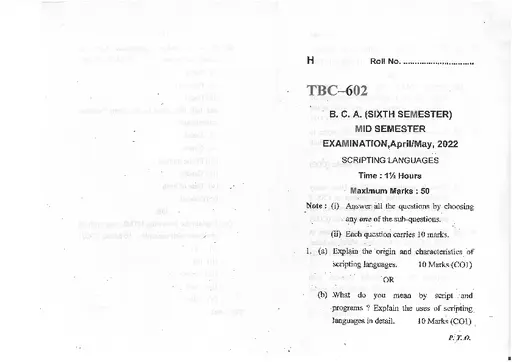 H Roll No. ..............................
TBC–602
B. C. A. (SIXTH SEMESTER)
MID SEMESTER
EXAMINATION,April/May, 2022
SCRIPTING LANGUAGES
Time : 1½ Hours
Maximum Marks : 50
Note : (i) Answer all the questions by choosing
any one of the sub-questions.
(ii) Each question carries 10 marks.
1. (a) Explain the origin and characteristics of
scripting languages. 10 Marks (CO1)
OR
(b) What do you mean by script and
programs ? Explain the uses of scripting
languages in detail. 10 Marks (CO1)
P. T. O.